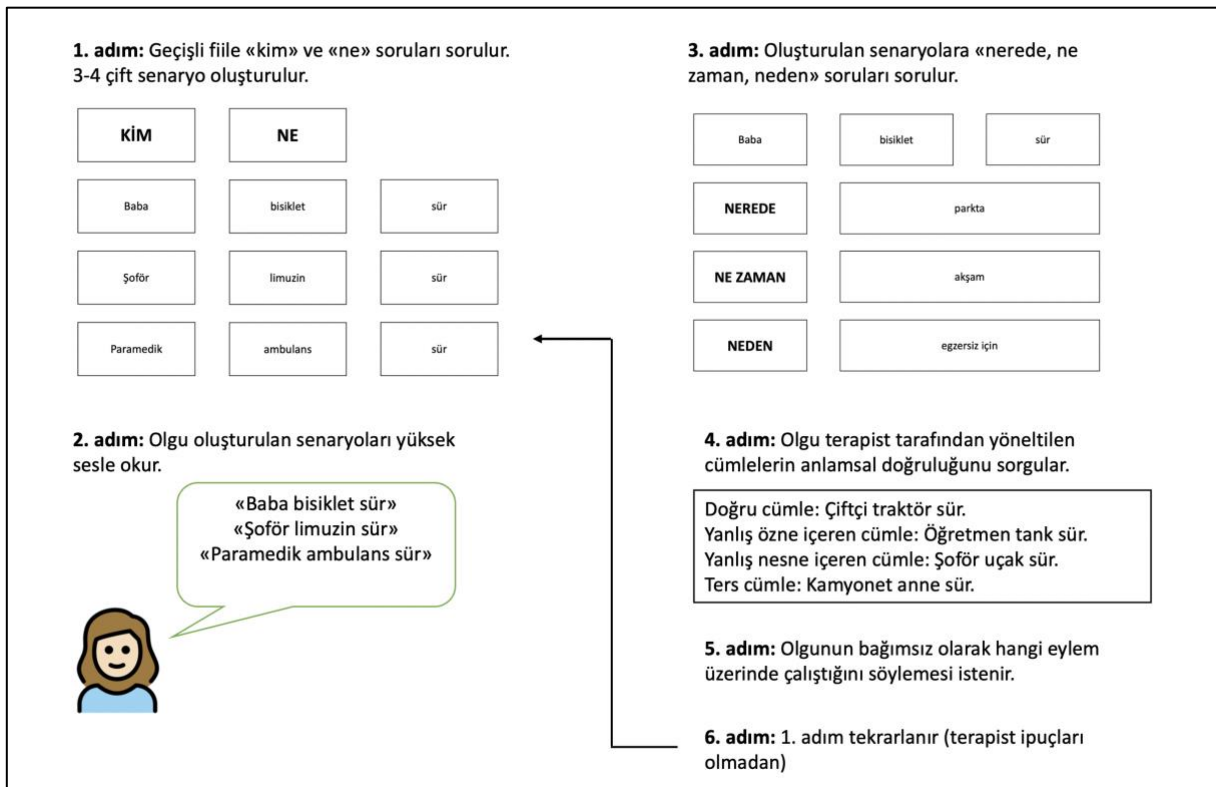 1. adım: Geçişli fiile «kim» ve «ne» soruları sorulur.
3-4 çift senaryo oluşturulur.
KİM
NE
Baba
bisiklet
sür
Şoför
limuzin
sür
Paramedik
ambulans
sür
2. adım: Olgu oluşturulan senaryoları yüksek
sesle okur.
«Baba bisiklet sür»
«Şoför limuzin sür»
«Paramedik ambulans sür»
3. adım: Oluşturulan senaryolara «nerede, ne
zaman, neden» soruları sorulur.
Baba
bisiklet
sür
NEREDE
parkta
NE ZAMAN
akşam
NEDEN
egzersiz için
4. adım: Olgu terapist tarafından yöneltilen
cümlelerin anlamsal doğruluğunu sorgular.
Doğru cümle: Çiftçi traktör sür.
Yanlış özne içeren cümle: Öğretmen tank sür.
Yanlış nesne içeren cümle: Şoför uçak sür.
Ters cümle: Kamyonet anne sür.
5. adım: Olgunun bağımsız olarak hangi eylem
üzerinde çalıştığını söylemesi istenir.
6. adım: 1. adım tekrarlanır (terapist ipuçları
olmadan)